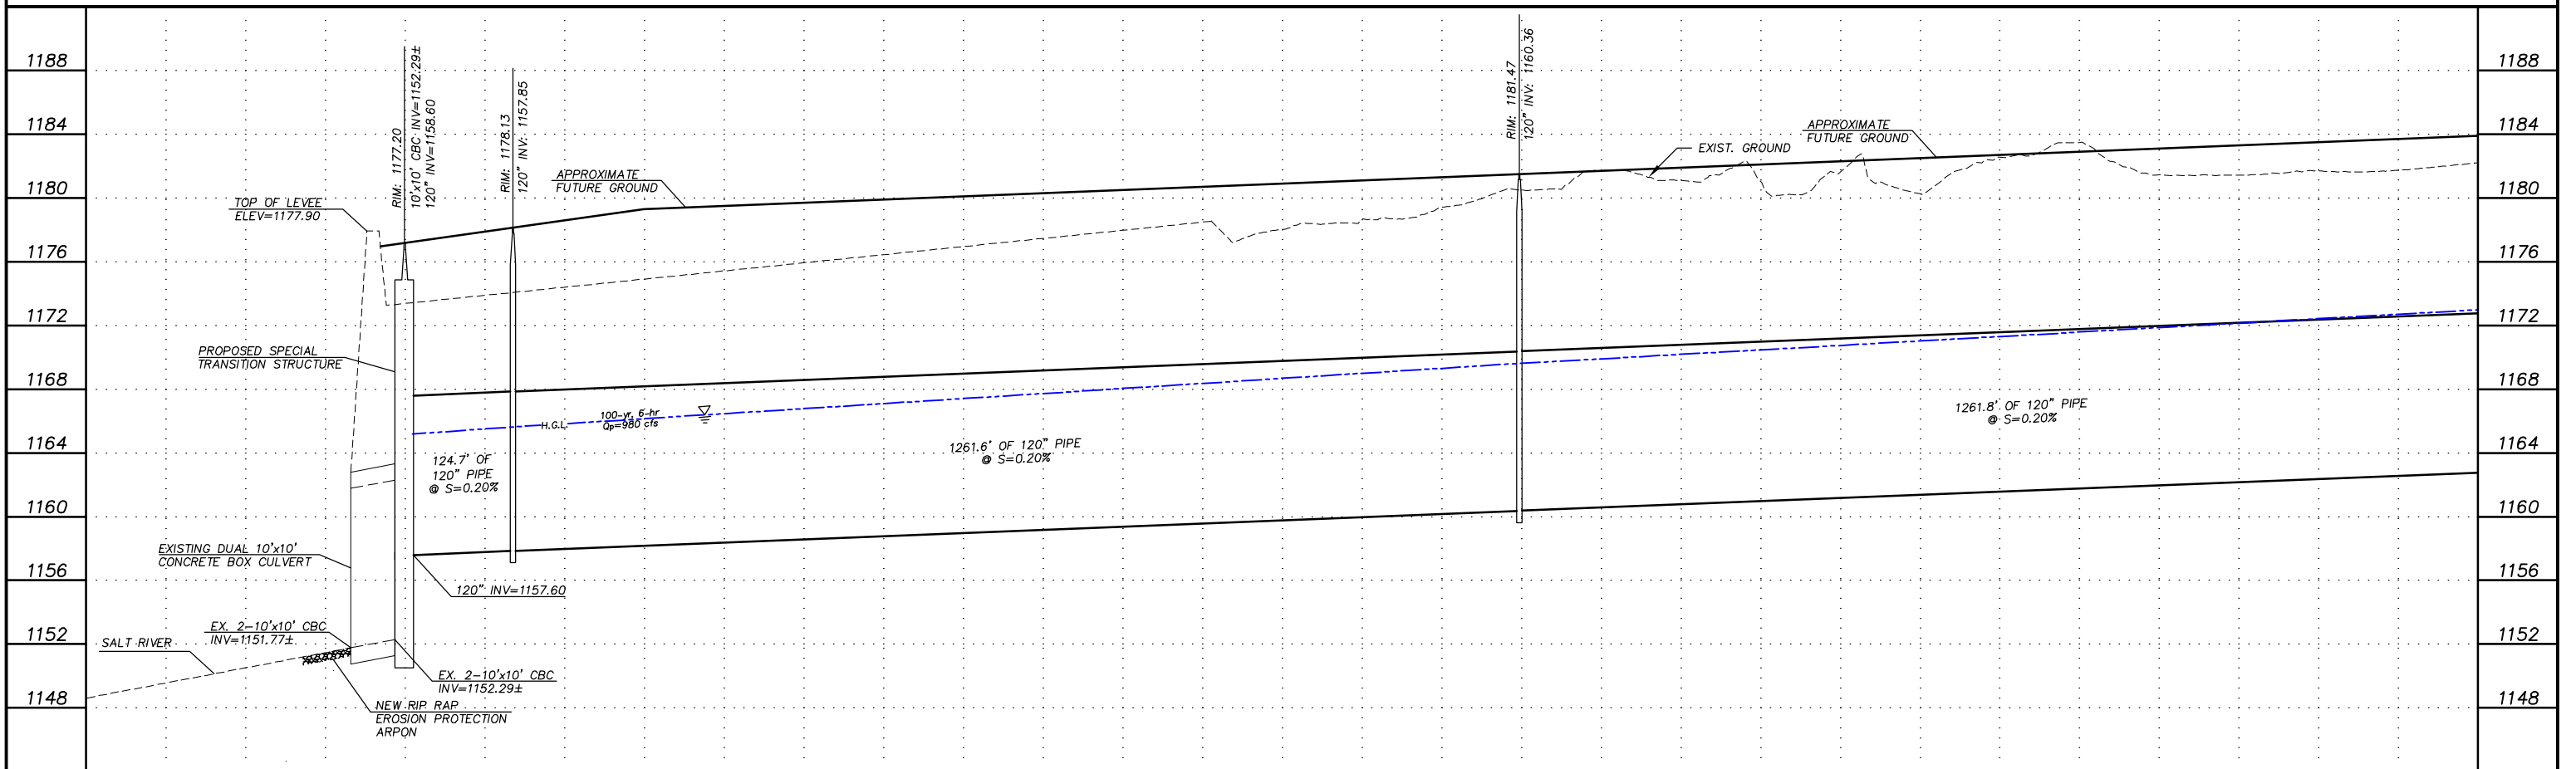 1188
1184
1180
1176
1172
1168
1164
1160
1156
1152
1148
RIM: 1177.20
10'x10' CBC INV=1152.29±
120" INV=1158.60
RIM: 1178.13
120" INV: 1157.85
RIM: 1181.47
120" INV: 1160.36
TOP OF LEVEE
ELEV=1177.90
APPROXIMATE
FUTURE GROUND
EXIST. GROUND
APPROXIMATE
FUTURE GROUND
PROPOSED SPECIAL
TRANSITION STRUCTURE
H.G.L.
100-yr, 6-hr
Qp=980 cfs
124.7' OF
120" PIPE
@ S=0.20%
1261.6' OF 120" PIPE
@ S=0.20%
1261.8' OF 120" PIPE
@ S=0.20%
EXISTING DUAL 10'x10'
CONCRETE BOX CULVERT
120" INV=1157.60
EX. 2-10'x10' CBC
INV=1151.77±
SALT RIVER
EX. 2-10'x10' CBC
INV=1152.29±
NEW RIP RAP
EROSION PROTECTION
ARPON
1188
1184
1180
1176
1172
1168
1164
1160
1156
1152
1148